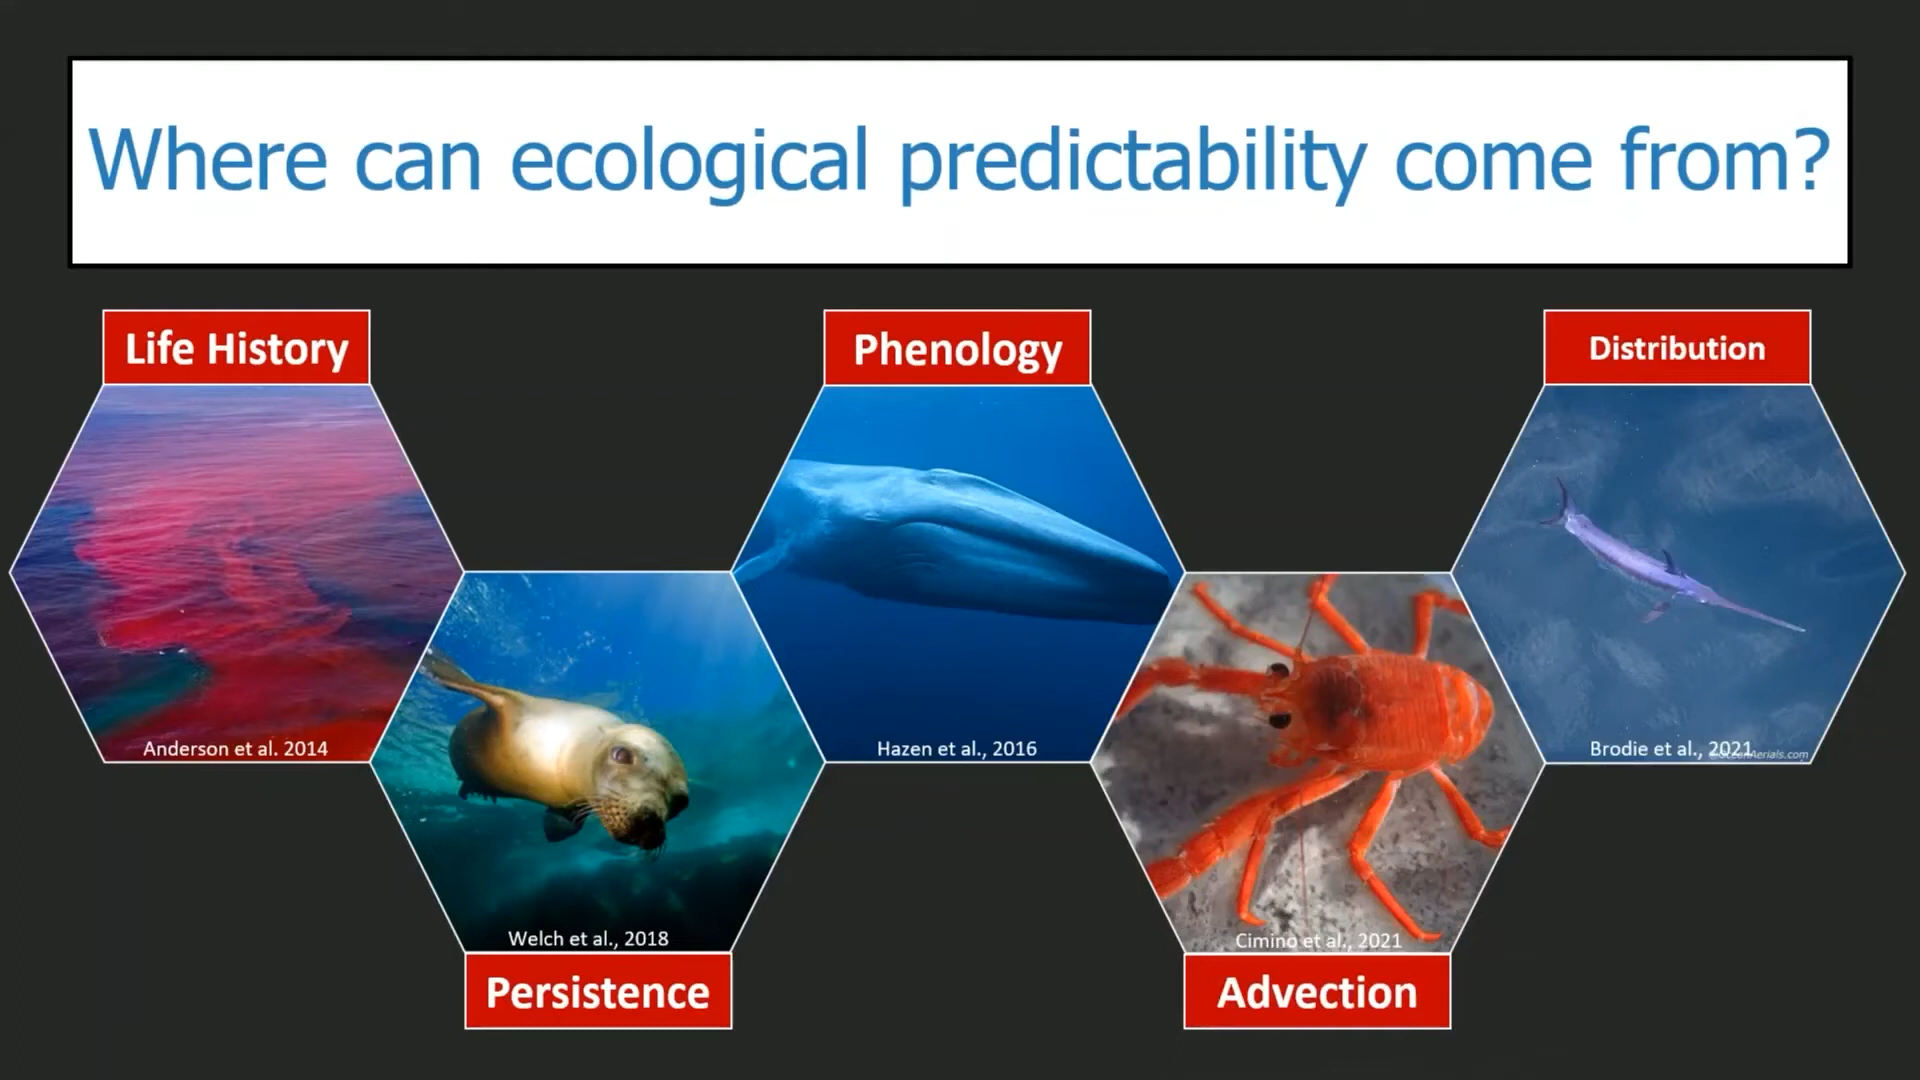 Where can ecological predictability come from?
Life History
Phenology
Distribution
Anderson et al. 2014
Hazen et al., 2016
Brodie et al., 2021
Welch et al., 2018
Cimino et al., 2021
Persistence
Advection